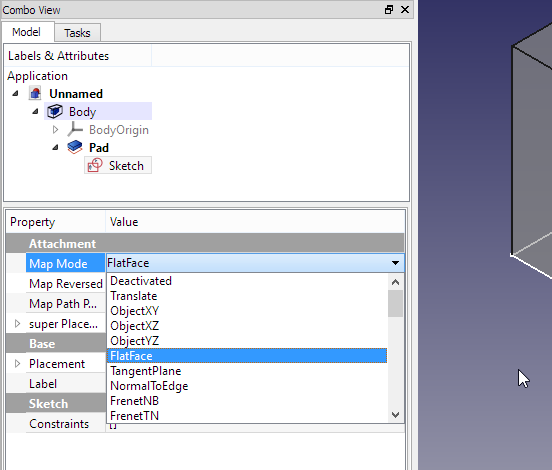 Combo View
Model Tasks
Labels & Attributes
Application
Unnamed
Body
BodyOrigin
Pad
Sketch
Property Value
Attachment
Map Mode FlatFace
Map Reversed
Map Path P...
super Place...
Base
Placement
Label
Sketch
Constraints []
Deactivated
Translate
ObjectXY
ObjectXZ
ObjectYZ
FlatFace
TangentPlane
NormalToEdge
FrenetNB
FrenetTN